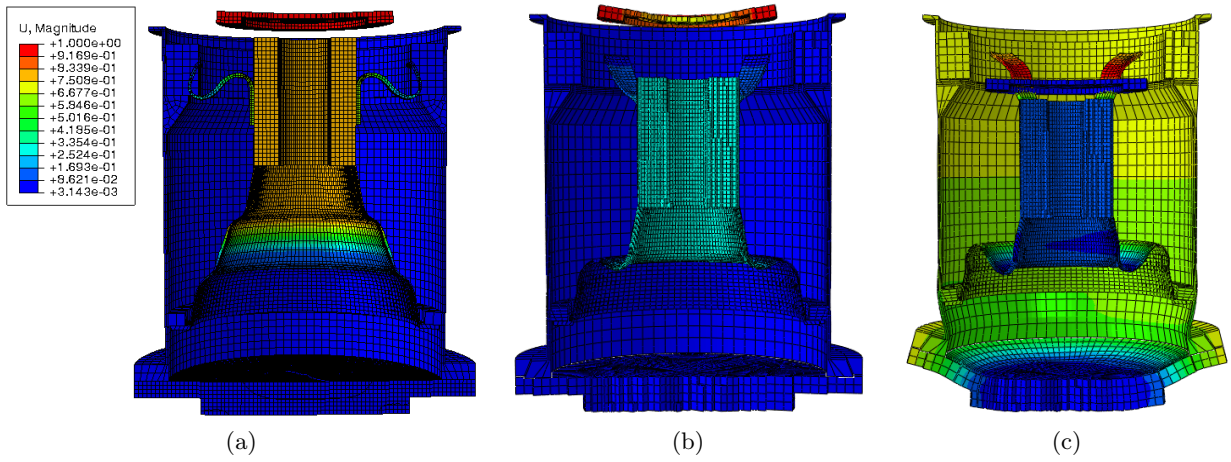 U, Magnitude
+1.000e+00
+9.169e-01
+8.339e-01
+7.508e-01
+6.677e-01
+5.846e-01
+5.016e-01
+4.185e-01
+3.354e-01
+2.524e-01
+1.693e-01
+8.621e-02
+3.143e-03
(a)
(b)
(c)